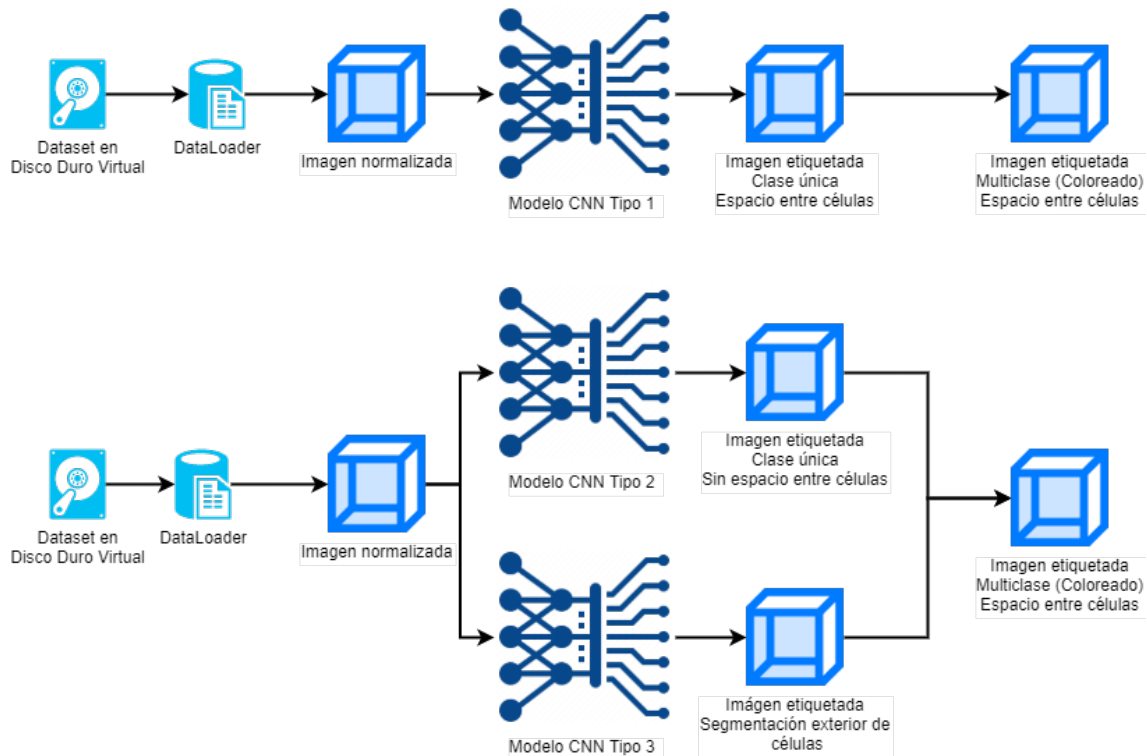 Dataset en
Disco Duro Virtual
DataLoader
Imagen normalizada
Modelo CNN Tipo 1
Imagen etiquetada
Clase única
Espacio entre células
Imagen etiquetada
Multiclase (Coloreado)
Espacio entre células
Dataset en
Disco Duro Virtual
DataLoader
Imagen normalizada
Modelo CNN Tipo 2
Imagen etiquetada
Clase única
Sin espacio entre células
Modelo CNN Tipo 3
Imágen etiquetada
Segmentación exterior de
células
Imagen etiquetada
Multiclase (Coloreado)
Espacio entre células